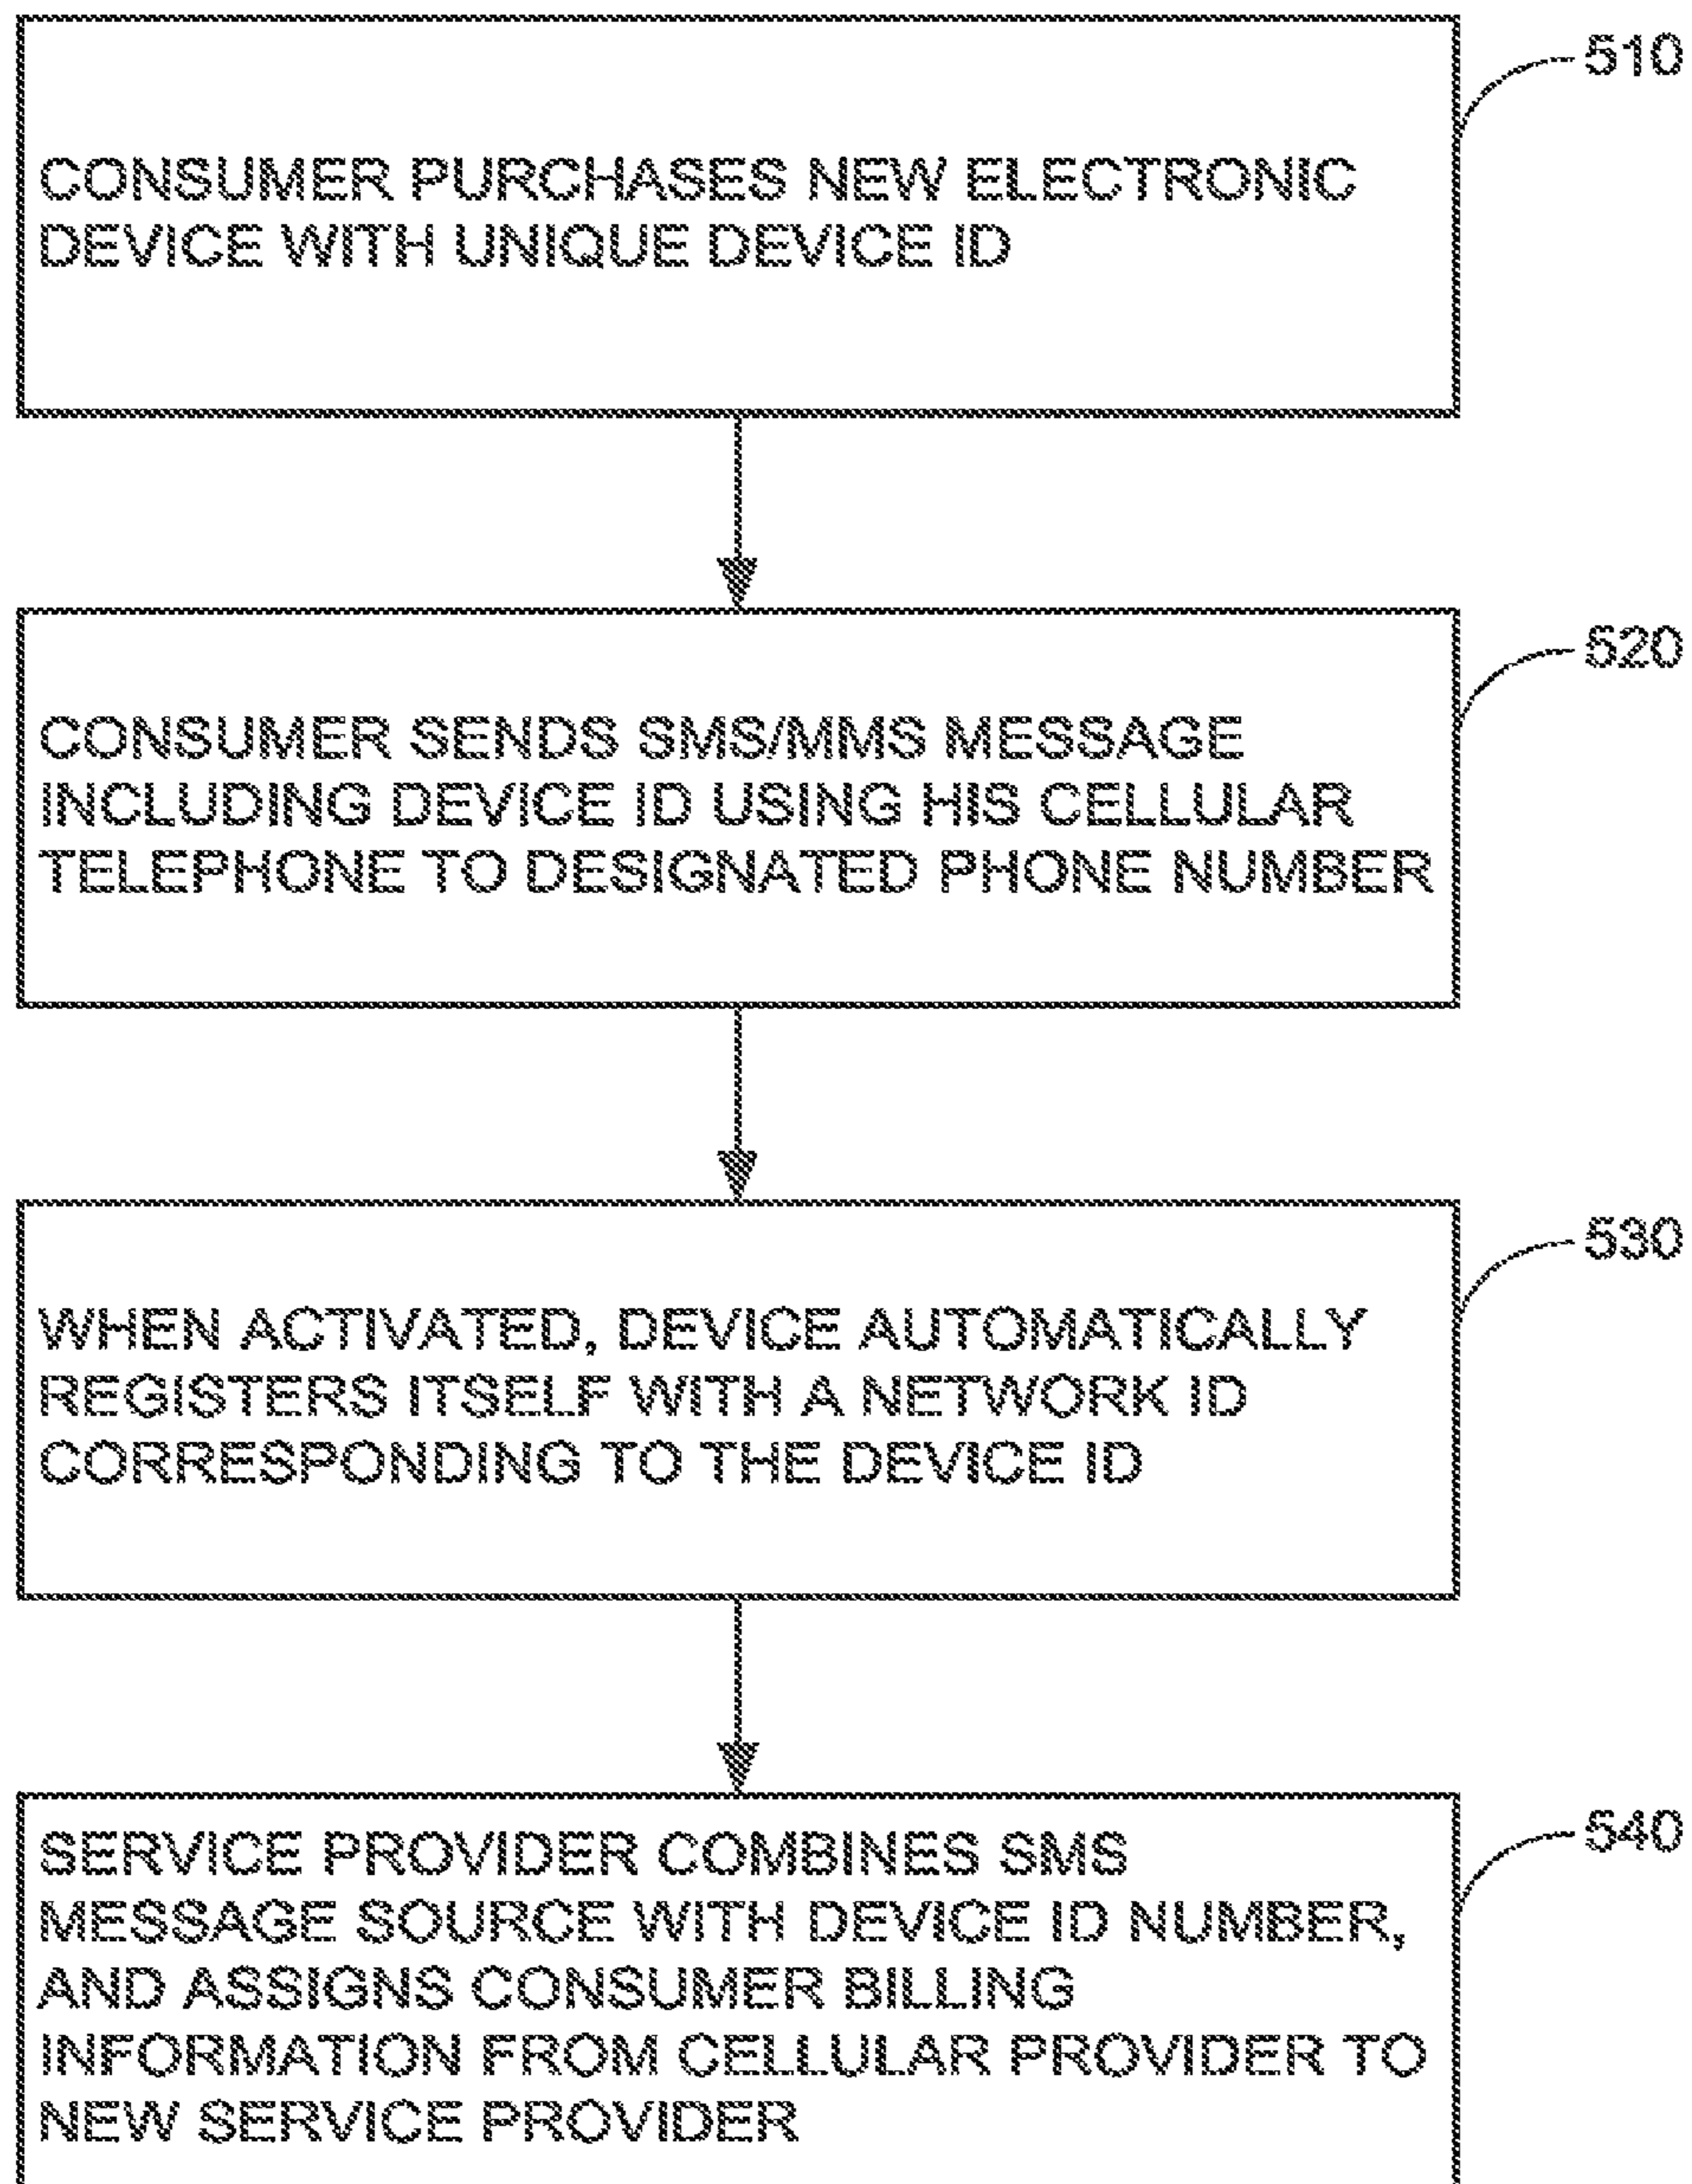 510
CONSUMER PURCHASES NEW ELECTRONIC
DEVICE WITH UNIQUE DEVICE ID
520
CONSUMER SENDS SMS/MMS MESSAGE
INCLUDING DEVICE ID USING HIS CELLULAR
TELEPHONE TO DESIGNATED PHONE NUMBER
530
WHEN ACTIVATED, DEVICE AUTOMATICALLY
REGISTERS ITSELF WITH A NETWORK ID
CORRESPONDING TO THE DEVICE ID
540
SERVICE PROVIDER COMBINES SMS
MESSAGE SOURCE WITH DEVICE ID NUMBER,
AND ASSIGNS CONSUMER BILLING
INFORMATION FROM CELLULAR PROVIDER TO
NEW SERVICE PROVIDER